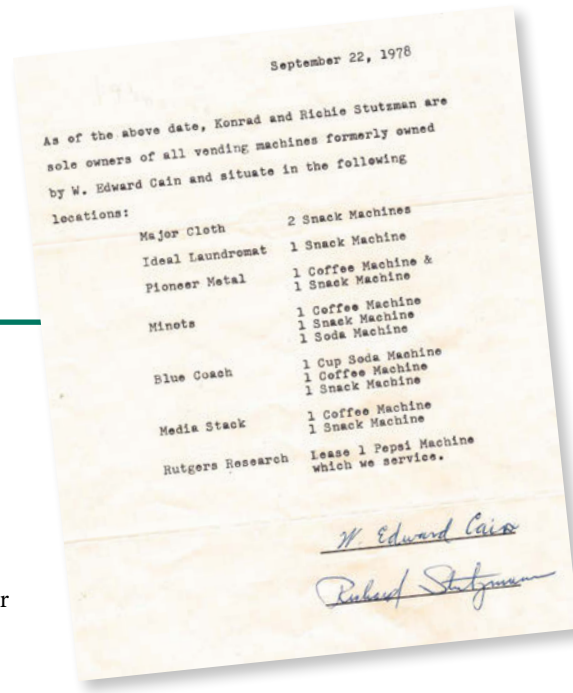 September 22, 1978
As of the above date, Konrad and Richie Stutzman are
sole owners of all vending machines formerly owned
by W. Edward Cain and situate in the following
locations:
Major Cloth 2 Snack Machines
Ideal Laundromat 1 Snack Machine
Pioneer Metal 1 Coffee Machine &
1 Snack Machine
Minots 1 Coffee Machine
1 Snack Machine
1 Soda Machine
Blue Coach 1 Cup Soda Machine
1 Coffee Machine
1 Snack Machine
Media Stack 1 Coffee Machine
1 Snack Machine
Rutgers Research Lease 1 Pepsi Machine
which we service.
W. Edward Cain
Richard Stutzman
r